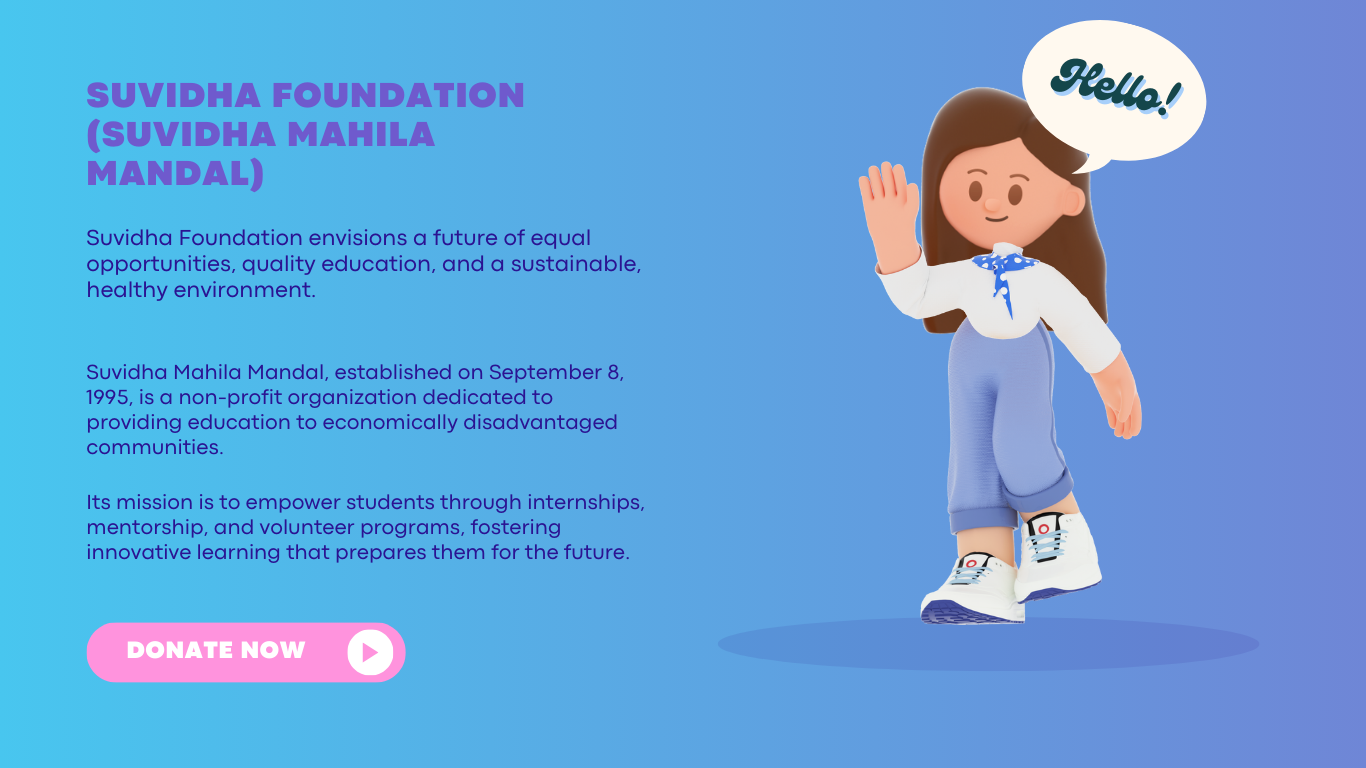 SUVIDHA FOUNDATION
(SUVIDHA MAHILA
MANDAL)
Suvidha Foundation envisions a future of equal
opportunities, quality education, and a sustainable,
healthy environment.
Suvidha Mahila Mandal, established on September 8,
1995, is a non-profit organization dedicated to
providing education to economically disadvantaged
communities.
Its mission is to empower students through internships,
mentorship, and volunteer programs, fostering
innovative learning that prepares them for the future.
DONATE NOW
Hello!